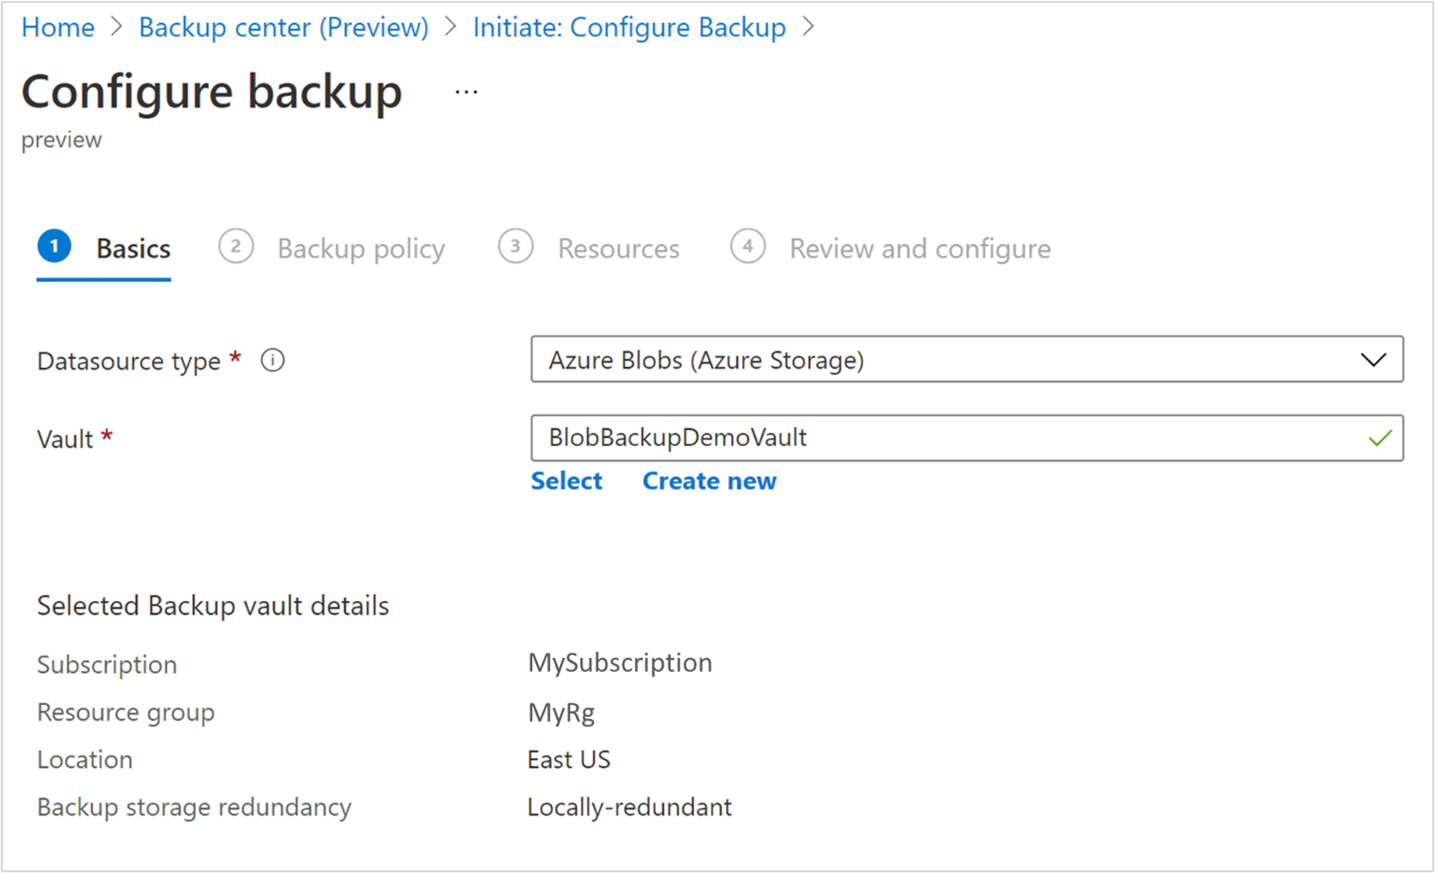 Home > Backup center (Preview) > Initiate: Configure Backup >
Configure backup ...
preview
1 Basics 2 Backup policy 3 Resources 4 Review and configure
Datasource type * i Azure Blobs (Azure Storage)
Vault * BlobBackupDemoVault
Select Create new
Selected Backup vault details
Subscription MySubscription
Resource group MyRg
Location East US
Backup storage redundancy Locally-redundant